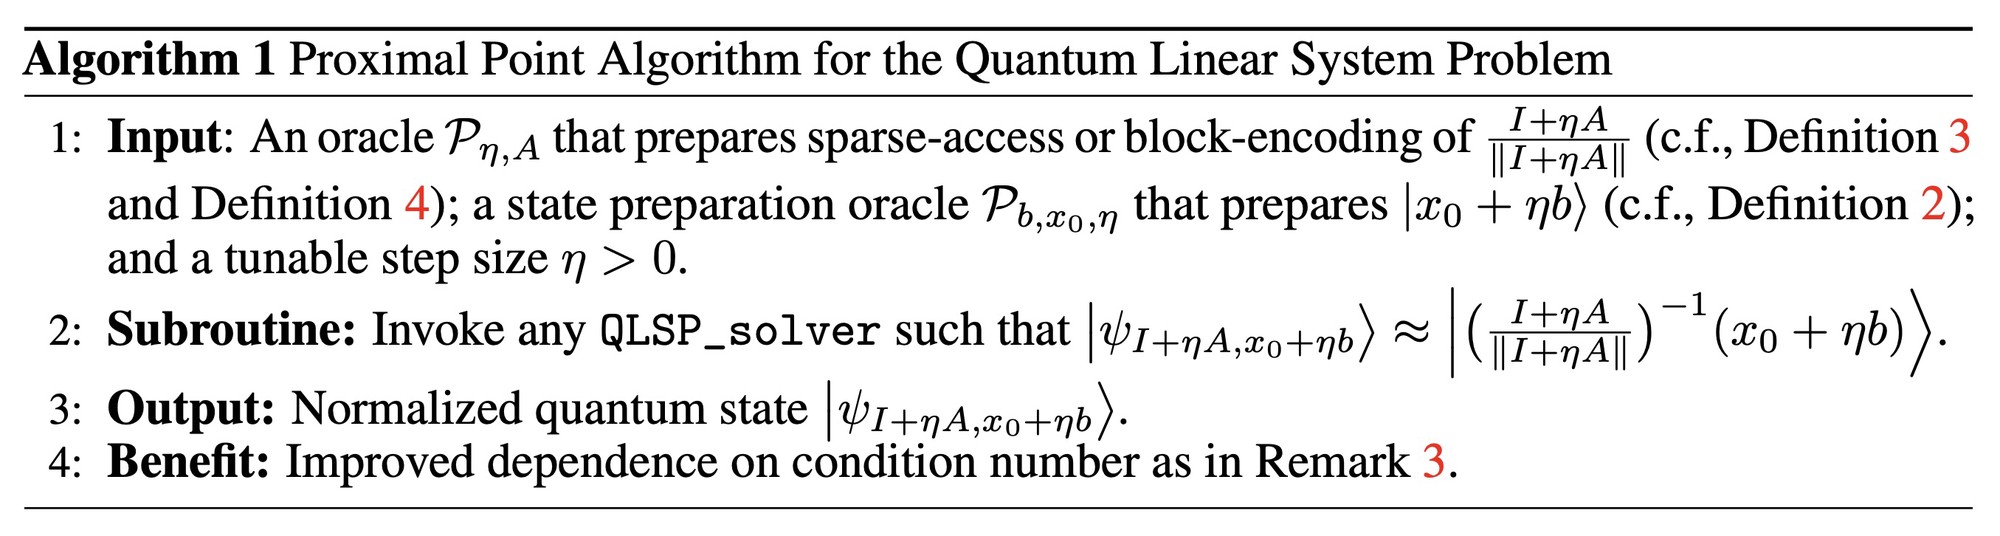 Algorithm 1 Proximal Point Algorithm for the Quantum Linear System Problem
1: Input: An oracle $\mathcal{P}_{\eta,A}$ that prepares sparse-access or block-encoding of $\frac{I+\eta A}{\|I+\eta A\|}$ (c.f., Definition 3
and Definition 4); a state preparation oracle $\mathcal{P}_{b,x_0,\eta}$ that prepares $|x_0 + \eta b\rangle$ (c.f., Definition 2);
and a tunable step size $\eta > 0$.
2: Subroutine: Invoke any QLSP_solver such that $|\psi_{I+\eta A,x_0+\eta b}\rangle \approx \left|\left(\frac{I+\eta A}{\|I+\eta A\|}\right)^{-1}(x_0 + \eta b)\right\rangle$.
3: Output: Normalized quantum state $|\psi_{I+\eta A,x_0+\eta b}\rangle$.
4: Benefit: Improved dependence on condition number as in Remark 3.